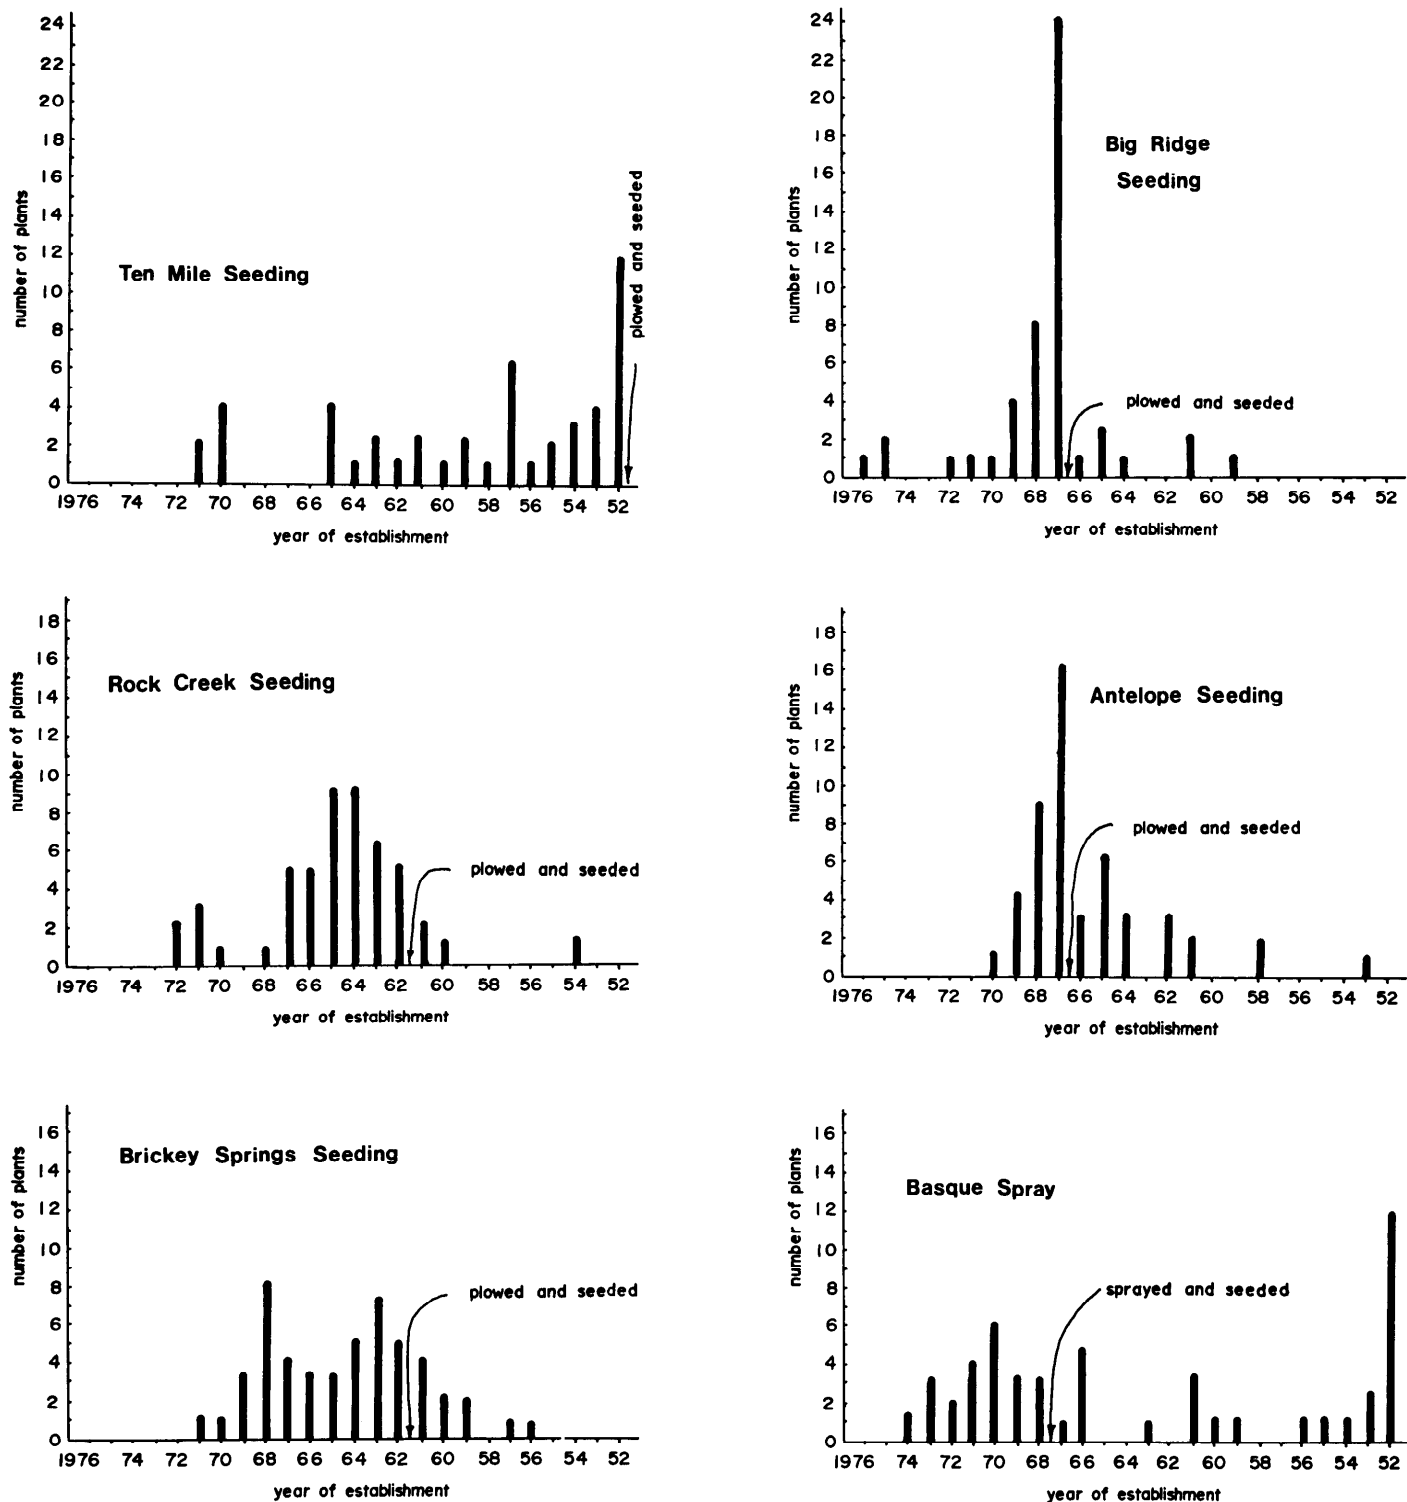 24
22
20
18
16
14
12
10
8
6
4
2
0
number of plants
Ten Mile Seeding
plowed and seeded
1976 74 72 70 68 66 64 62 60 58 56 54 52
year of establishment
24
22
20
18
16
14
12
10
8
6
4
2
0
number of plants
Big Ridge
Seeding
plowed and seeded
1976 74 72 70 68 66 64 62 60 58 56 54 52
year of establishment
18
16
14
12
10
8
6
4
2
0
number of plants
Rock Creek Seeding
plowed and seeded
1976 74 72 70 68 66 64 62 60 58 56 54 52
year of establishment
18
16
14
12
10
8
6
4
2
0
number of plants
Antelope Seeding
plowed and seeded
1976 74 72 70 68 66 64 62 60 58 56 54 52
year of establishment
16
14
12
10
8
6
4
2
0
number of plants
Brickey Springs Seeding
plowed and seeded
1976 74 72 70 68 66 64 62 60 58 56 54 52
year of establishment
16
14
12
10
8
6
4
2
0
number of plants
Basque Spray
sprayed and seeded
1976 74 72 70 68 66 64 62 60 58 56 54 52
year of establishment